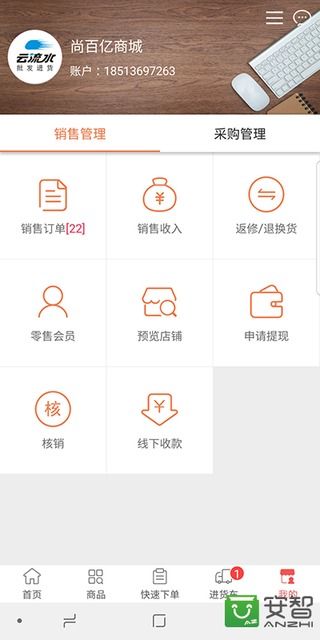 尚百亿商城
云流水
批发进货
账户：18513697263
销售管理
采购管理
销售订单[22]
销售收入
返修/退换货
零售会员
预览店铺
申请提现
核
核销
线下收款
1
首页
商品
快速下单
进货车
我的
安智
AZ
ANZHI